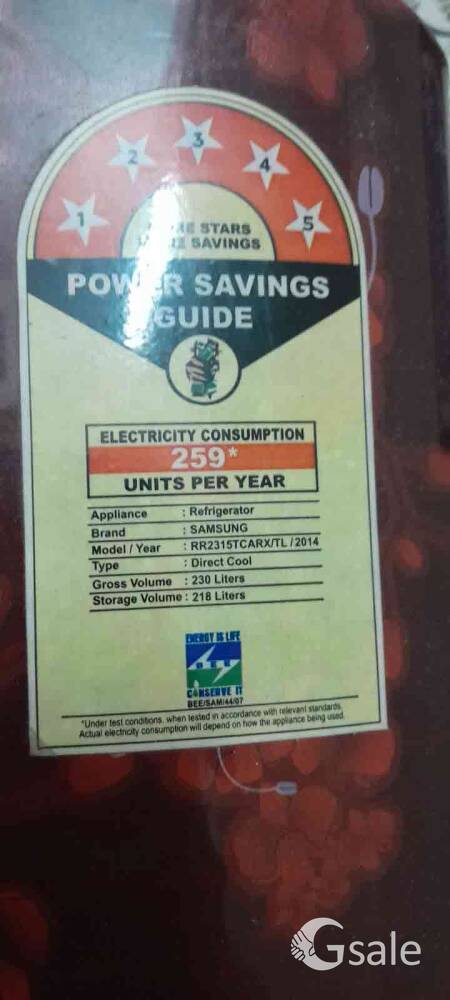 1 2 3 4 5
STARS
SAVINGS
POWER SAVINGS
GUIDE
ELECTRICITY CONSUMPTION
259*
UNITS PER YEAR
Appliance : Refrigerator
Brand : SAMSUNG
Model / Year : RR2315TCARX/TL / 2014
Type : Direct Cool
Gross Volume : 230 Liters
Storage Volume : 218 Liters
ENERGY IS LIFE
BEE
CONSERVE IT
BEE/SAM/44/07
*Under test conditions, when tested in accordance with relevant standards.
Actual electricity consumption will depend on how the appliance being used.
Gsale